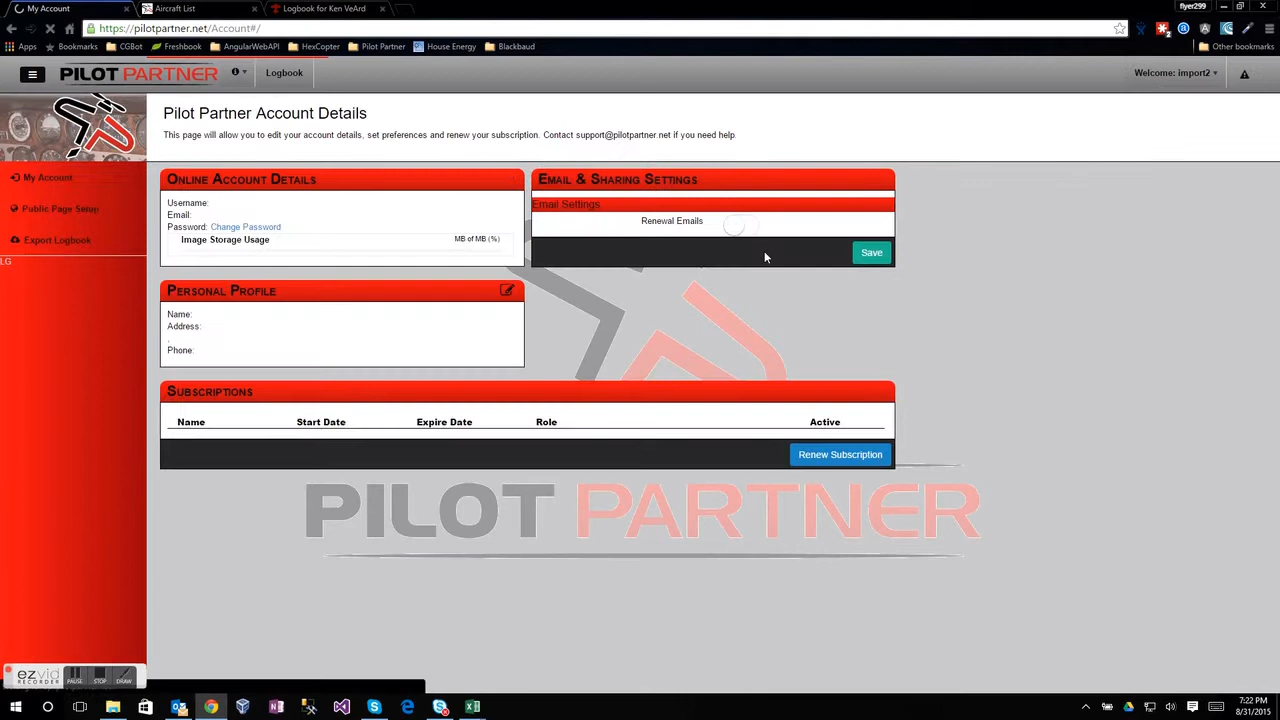 My Account
Aircraft List
Logbook for Ken VeArd
flyer299
https://pilotpartner.net/Account#/
Apps
Bookmarks
CGBot
Freshbook
AngularWebAPI
HexCopter
Pilot Partner
House Energy
Blackbaud
Other bookmarks
PILOT PARTNER
Logbook
Welcome: import2
Pilot Partner Account Details
This page will allow you to edit your account details, set preferences and renew your subscription. Contact support@pilotpartner.net if you need help.
My Account
Public Page Setup
Export Logbook
LG
Online Account Details
Username:
Email:
Password: Change Password
Image Storage Usage
MB of MB (%)
Email & Sharing Settings
Email Settings
Renewal Emails
Save
Personal Profile
Name:
Address:
,
Phone:
Subscriptions
Name Start Date Expire Date Role Active
Renew Subscription
PILOT PARTNER
ezvid
RECORDER
PAUSE
STOP
DRAW
7:22 PM
8/31/2015